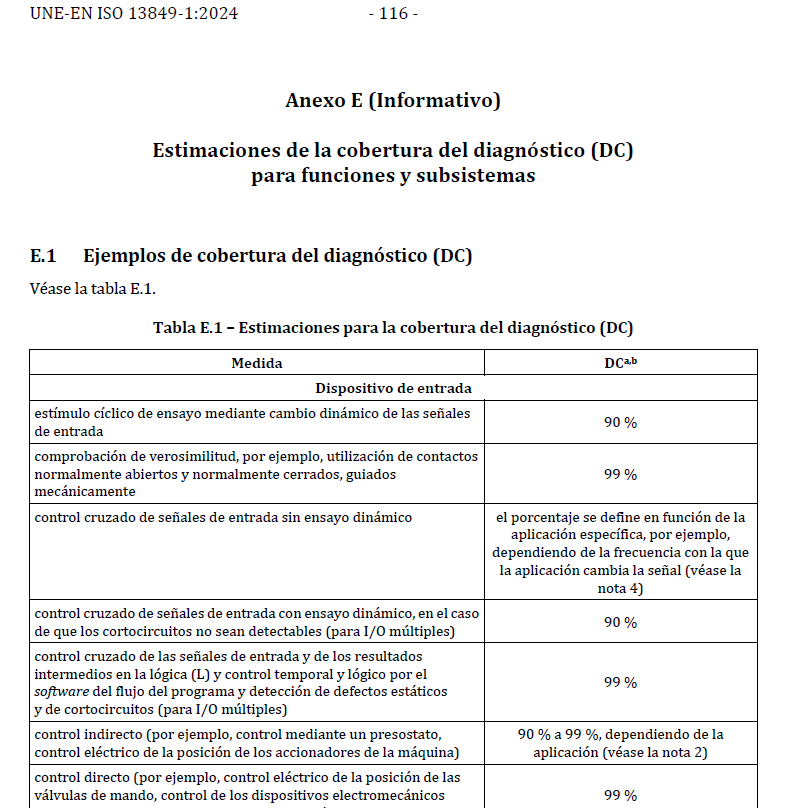 UNE-EN ISO 13849-1:2024
- 116 -
Anexo E (Informativo)
Estimaciones de la cobertura del diagnóstico (DC)
para funciones y subsistemas
E.1 Ejemplos de cobertura del diagnóstico (DC)
Véase la tabla E.1.
Tabla E.1 – Estimaciones para la cobertura del diagnóstico (DC)
Medida
DCa,b
Dispositivo de entrada
estímulo cíclico de ensayo mediante cambio dinámico de las señales
de entrada
90 %
comprobación de verosimilitud, por ejemplo, utilización de contactos
normalmente abiertos y normalmente cerrados, guiados
mecánicamente
99 %
control cruzado de señales de entrada sin ensayo dinámico
el porcentaje se define en función de la
aplicación específica, por ejemplo,
dependiendo de la frecuencia con la que
la aplicación cambia la señal (véase la
nota 4)
control cruzado de señales de entrada con ensayo dinámico, en el caso
de que los cortocircuitos no sean detectables (para I/O múltiples)
90 %
control cruzado de las señales de entrada y de los resultados
intermedios en la lógica (L) y control temporal y lógico por el
software del flujo del programa y detección de defectos estáticos
y de cortocircuitos (para I/O múltiples)
99 %
control indirecto (por ejemplo, control mediante un presostato,
control eléctrico de la posición de los accionadores de la máquina)
90 % a 99 %, dependiendo de la
aplicación (véase la nota 2)
control directo (por ejemplo, control eléctrico de la posición de las
válvulas de mando, control de los dispositivos electromecánicos
99 %